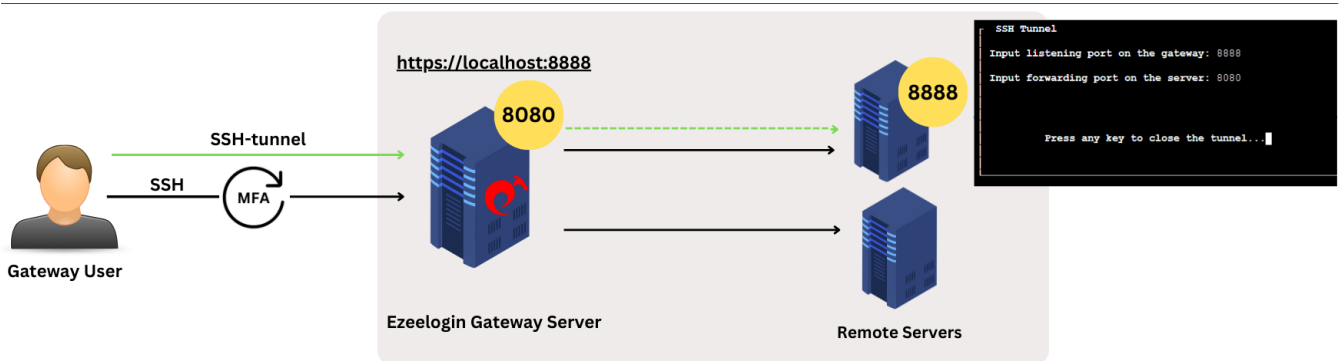 SSH Tunnel
Input listening port on the gateway: 8888
Input forwarding port on the server: 8080
Press any key to close the tunnel...
https://localhost:8888
8080
8888
SSH-tunnel
SSH
MFA
Gateway User
Ezeelogin Gateway Server
Remote Servers